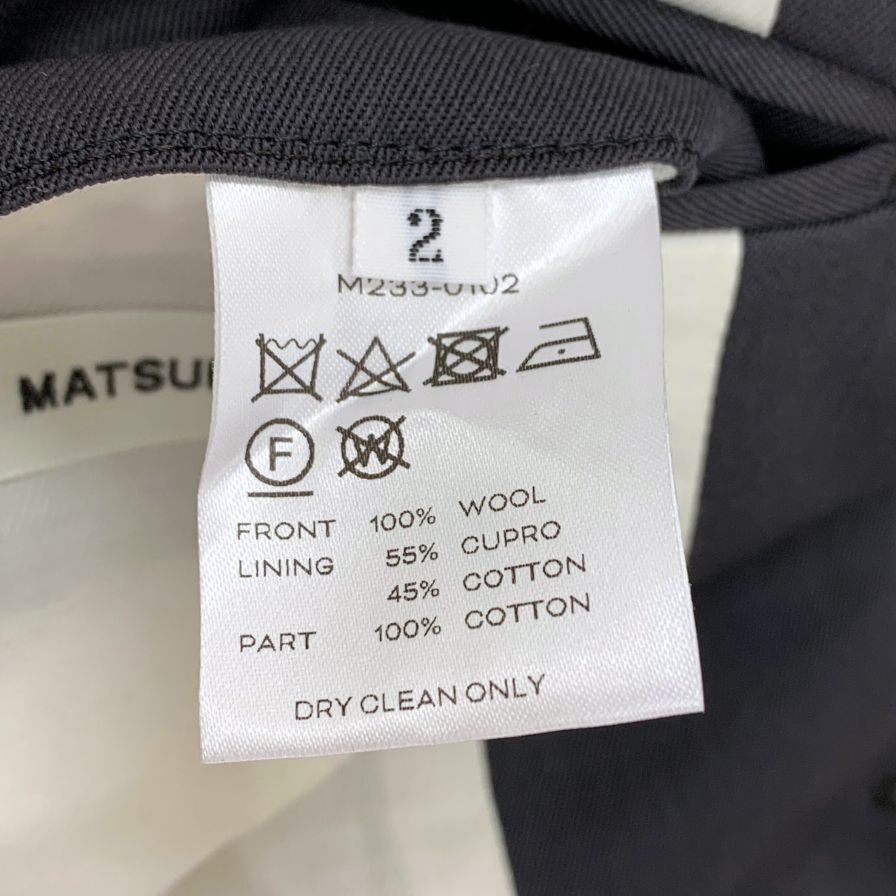 2
M233-0102
MATSU
F
W
FRONT 100% WOOL
LINING 55% CUPRO
45% COTTON
PART 100% COTTON
DRY CLEAN ONLY